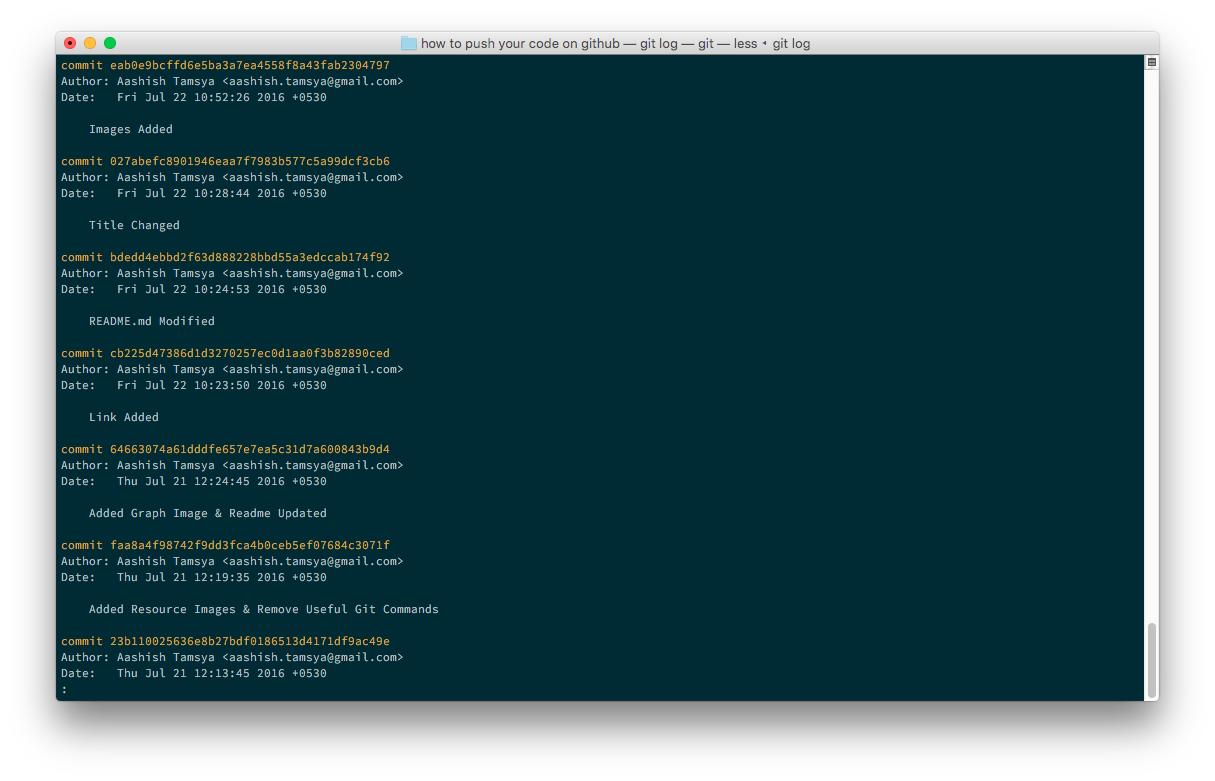 how to push your code on github — git log — git — less ◂ git log
commit eab0e9bcffd6e5ba3a7ea4558f8a43fab2304797
Author: Aashish Tamsya <aashish.tamsya@gmail.com>
Date:   Fri Jul 22 10:52:26 2016 +0530
Images Added
commit 027abefc8901946eaa7f7983b577c5a99dcf3cb6
Author: Aashish Tamsya <aashish.tamsya@gmail.com>
Date:   Fri Jul 22 10:28:44 2016 +0530
Title Changed
commit bdedd4ebbd2f63d888228bbd55a3edccab174f92
Author: Aashish Tamsya <aashish.tamsya@gmail.com>
Date:   Fri Jul 22 10:24:53 2016 +0530
README.md Modified
commit cb225d47386d1d3270257ec0d1aa0f3b82890ced
Author: Aashish Tamsya <aashish.tamsya@gmail.com>
Date:   Fri Jul 22 10:23:50 2016 +0530
Link Added
commit 64663074a61dddfe657e7ea5c31d7a600843b9d4
Author: Aashish Tamsya <aashish.tamsya@gmail.com>
Date:   Thu Jul 21 12:24:45 2016 +0530
Added Graph Image & Readme Updated
commit faa8a4f98742f9dd3fca4b0ceb5ef07684c3071f
Author: Aashish Tamsya <aashish.tamsya@gmail.com>
Date:   Thu Jul 21 12:19:35 2016 +0530
Added Resource Images & Remove Useful Git Commands
commit 23b110025636e8b27bdf0186513d4171df9ac49e
Author: Aashish Tamsya <aashish.tamsya@gmail.com>
Date:   Thu Jul 21 12:13:45 2016 +0530
: